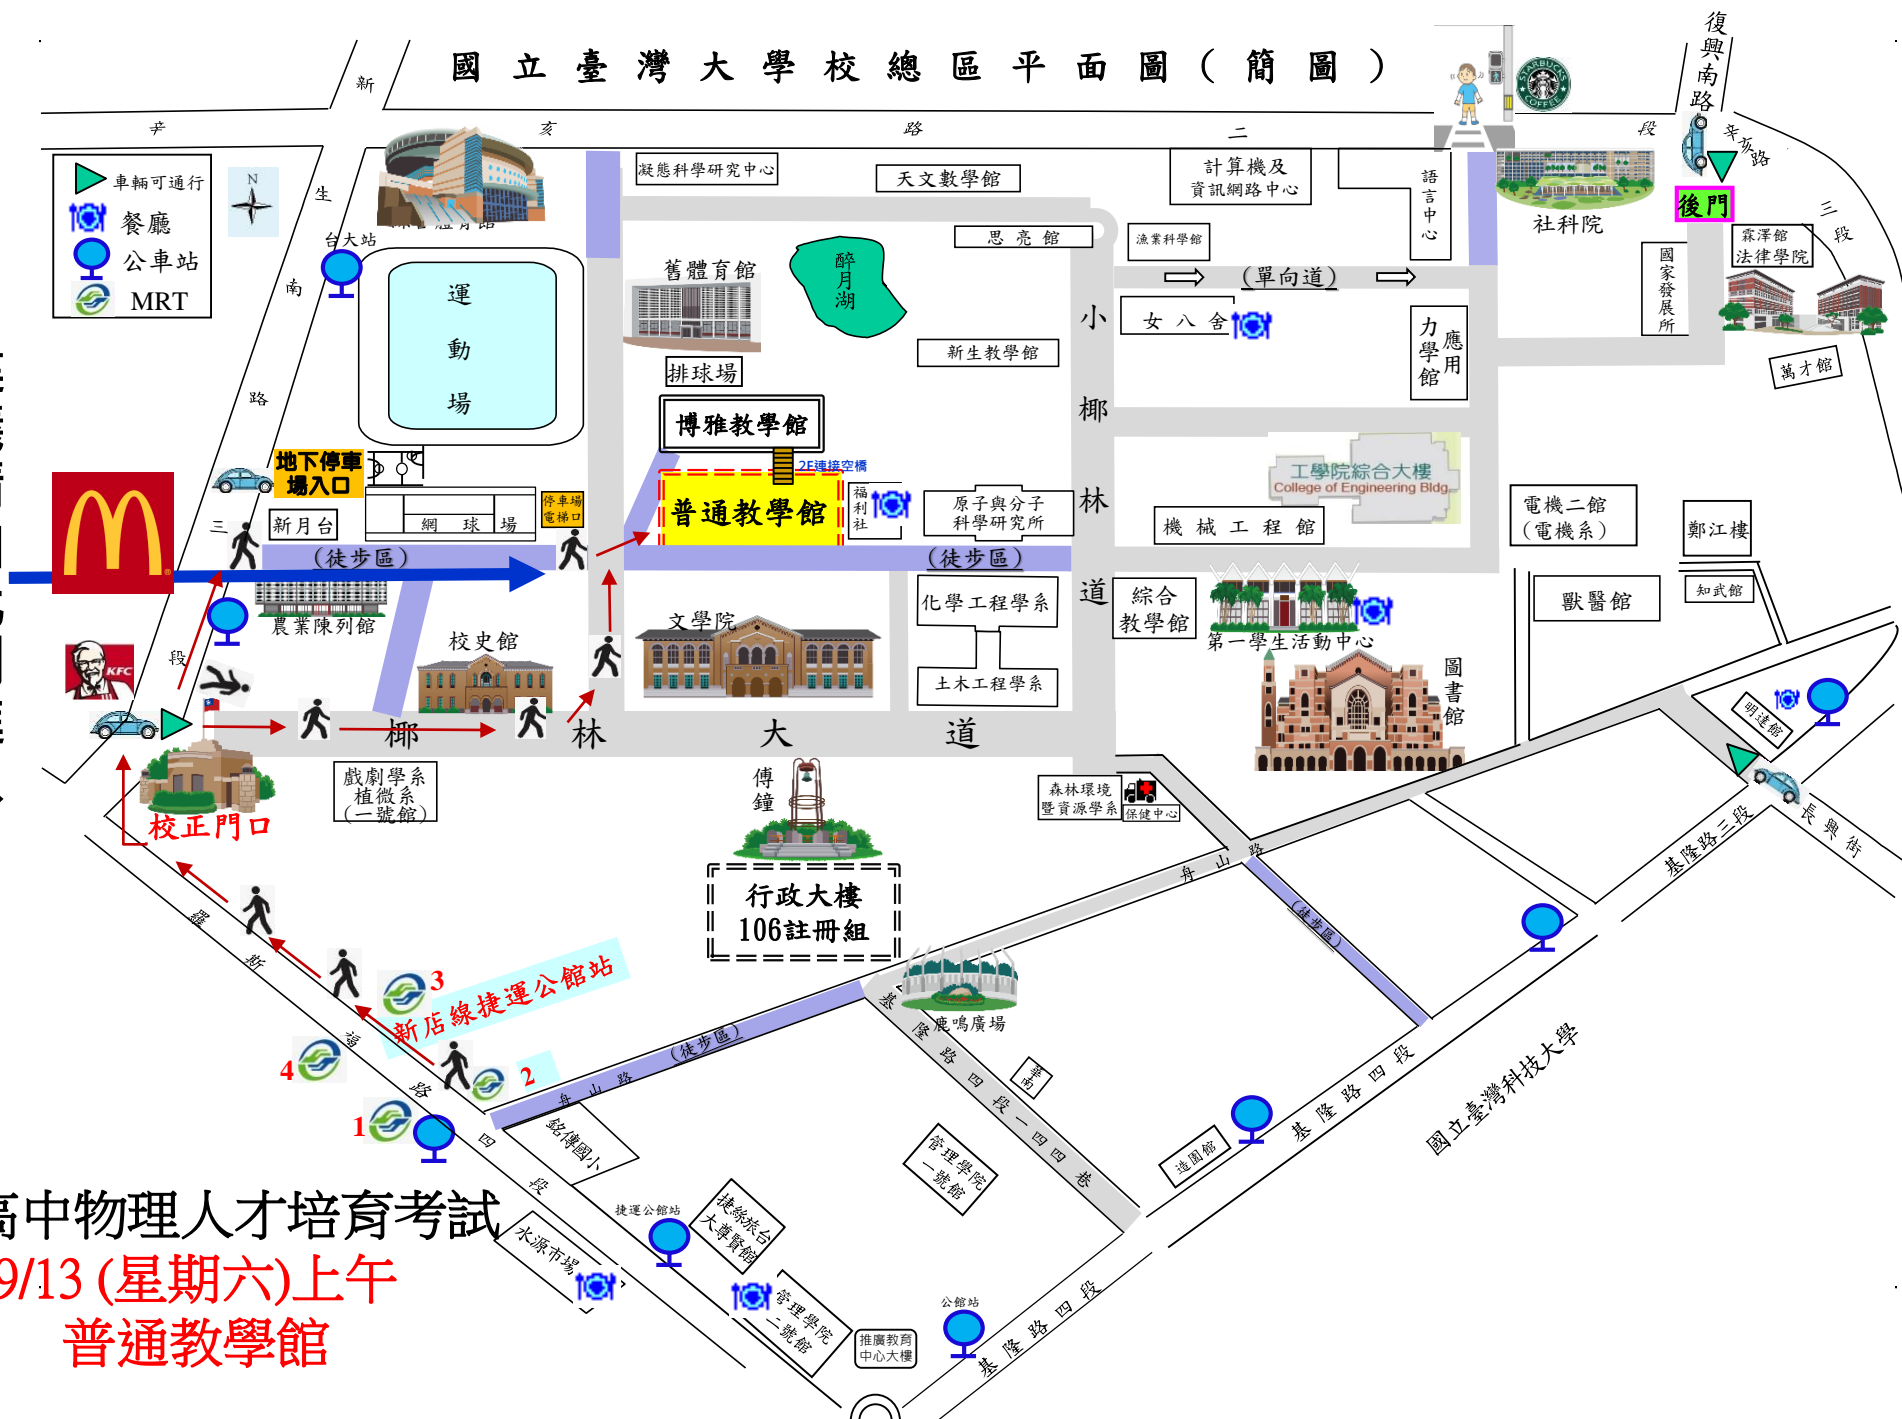 國立臺灣大學校總區平面圖(簡圖)
復興南路
新
辛
亥
路
二
段
辛亥路
三
段
車輛可通行
餐廳
公車站
MRT
N
生
南
路
三
段
台大站
運
動
場
凝態科學研究中心
天文數學館
計算機及
資訊網路中心
語言中心
STARBUCKS
COFFEE
社科院
後門
霖澤館
法律學院
國家發展所
萬才館
思亮館
漁業科學館
(單向道)
舊體育館
醉月湖
女八舍
力學館
應用
新生教學館
排球場
小
椰
林
道
博雅教學館
2F連接空橋
普通教學館
福利社
原子與分子
科學研究所
地下停車
場入口
停車場
電梯口
新月台
網球場
(徒步區)
(徒步區)
工學院綜合大樓
College of Engineering Bldg.
機械工程館
電機二館
(電機系)
鄭江樓
知武館
獸醫館
農業陳列館
校史館
文學院
化學工程學系
土木工程學系
綜合
教學館
第一學生活動中心
圖書館
KFC
椰
林
大
道
校正門口
戲劇學系
植微系
(一號館)
傅鐘
森林環境
暨資源學系
保健中心
明達館
長興街
基隆路三段
行政大樓
106註冊組
舟山路
(徒步區)
鹿鳴廣場
羅
斯
福
路
四
段
3
新店線捷運公館站
4
2
1
舟山路
(徒步區)
基隆路四段一四四巷
華南
銘傳國小
管理學院
一號館
造園館
基隆路四段
國立臺灣科技大學
水源市場
捷運公館站
捷絲旅台
大尊賢館
管理學院
二號館
推廣教育
中心大樓
公館站
基隆路四段
高中物理人才培育考試
9/13 (星期六)上午
普通教學館